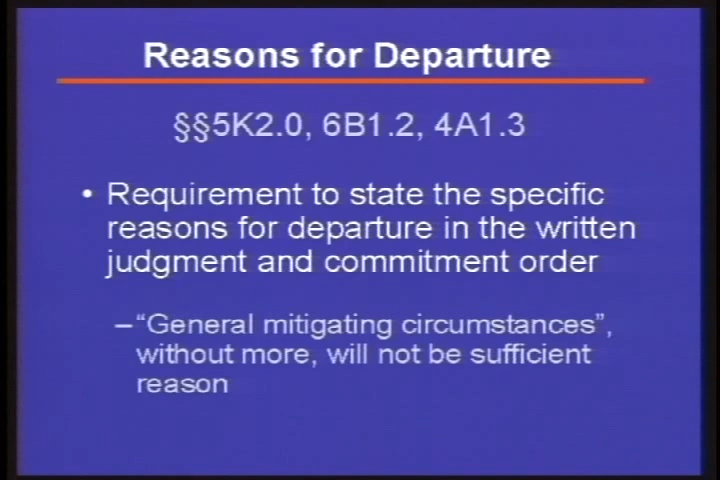 Reasons for Departure
§§5K2.0, 6B1.2, 4A1.3
• Requirement to state the specific
reasons for departure in the written
judgment and commitment order
–“General mitigating circumstances”,
without more, will not be sufficient
reason